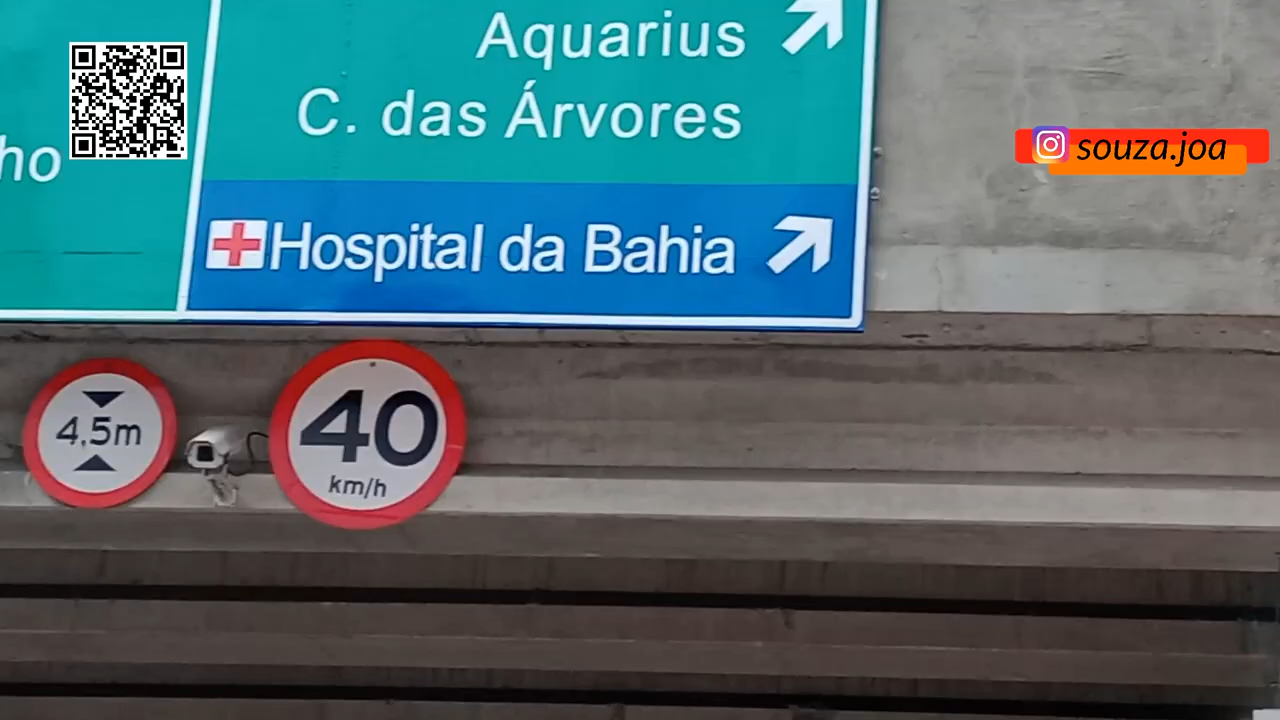 Aquarius
C. das Árvores
ho
Hospital da Bahia
4,5m
40
km/h
souza.joa